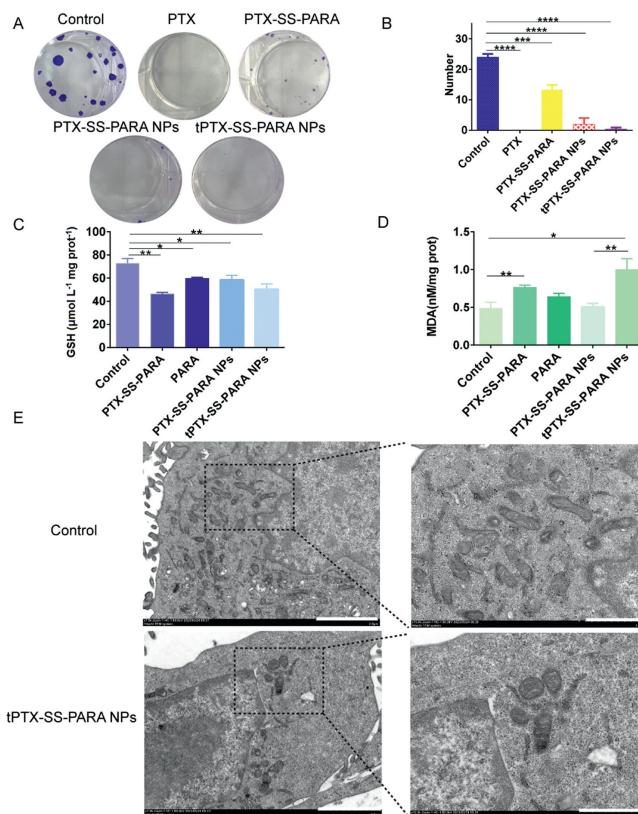 A
Control
PTX
PTX-SS-PARA
PTX-SS-PARA NPs
tPTX-SS-PARA NPs
B
****
****
***
****
Number
30
20
10
0
Control
PTX
PTX-SS-PARA
PTX-SS-PARA NPs
tPTX-SS-PARA NPs
C
**
*
*
**
GSH (μmol L⁻¹ mg prot⁻¹)
100
80
60
40
20
0
Control
PTX-SS-PARA
PARA
PTX-SS-PARA NPs
tPTX-SS-PARA NPs
D
*
**
**
MDA(nM/mg prot)
1.5
1.0
0.5
0.0
Control
PTX-SS-PARA
PARA
PTX-SS-PARA NPs
tPTX-SS-PARA NPs
E
Control
tPTX-SS-PARA NPs